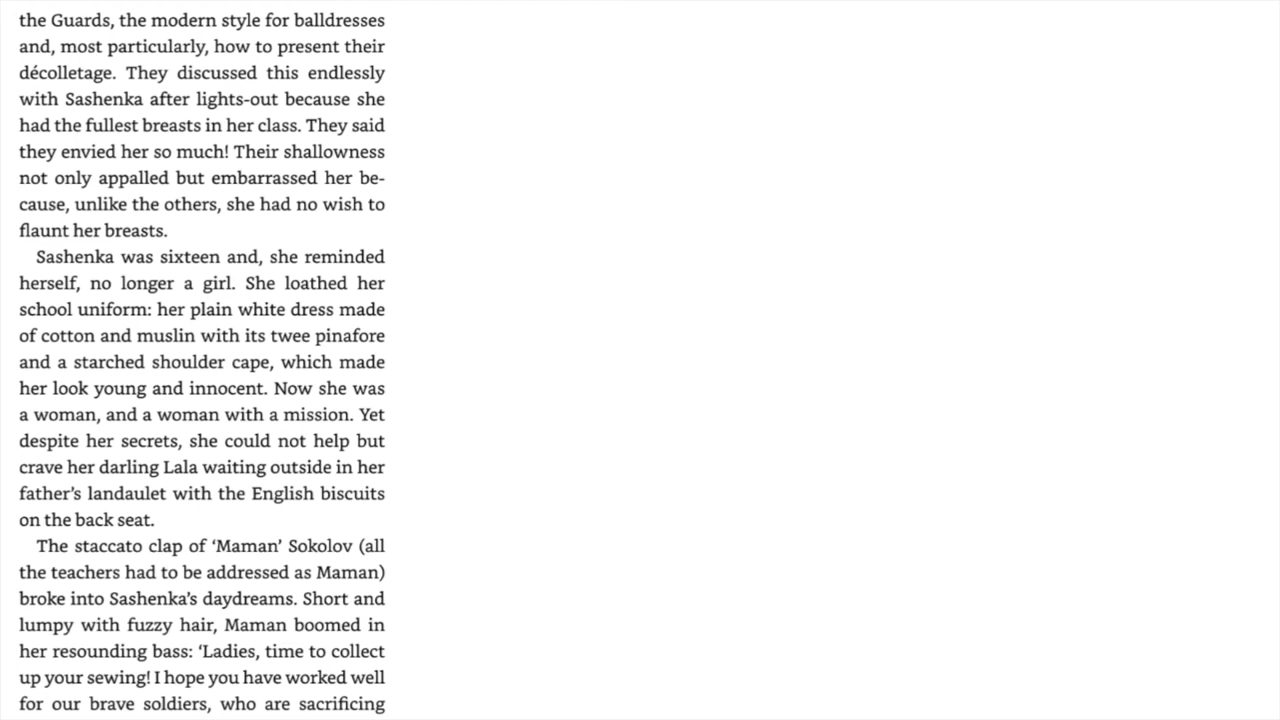 the Guards, the modern style for balldresses
and, most particularly, how to present their
décolletage. They discussed this endlessly
with Sashenka after lights-out because she
had the fullest breasts in her class. They said
they envied her so much! Their shallowness
not only appalled but embarrassed her be-
cause, unlike the others, she had no wish to
flaunt her breasts.
Sashenka was sixteen and, she reminded
herself, no longer a girl. She loathed her
school uniform: her plain white dress made
of cotton and muslin with its twee pinafore
and a starched shoulder cape, which made
her look young and innocent. Now she was
a woman, and a woman with a mission. Yet
despite her secrets, she could not help but
crave her darling Lala waiting outside in her
father’s landaulet with the English biscuits
on the back seat.
The staccato clap of ‘Maman’ Sokolov (all
the teachers had to be addressed as Maman)
broke into Sashenka’s daydreams. Short and
lumpy with fuzzy hair, Maman boomed in
her resounding bass: ‘Ladies, time to collect
up your sewing! I hope you have worked well
for our brave soldiers, who are sacrificing